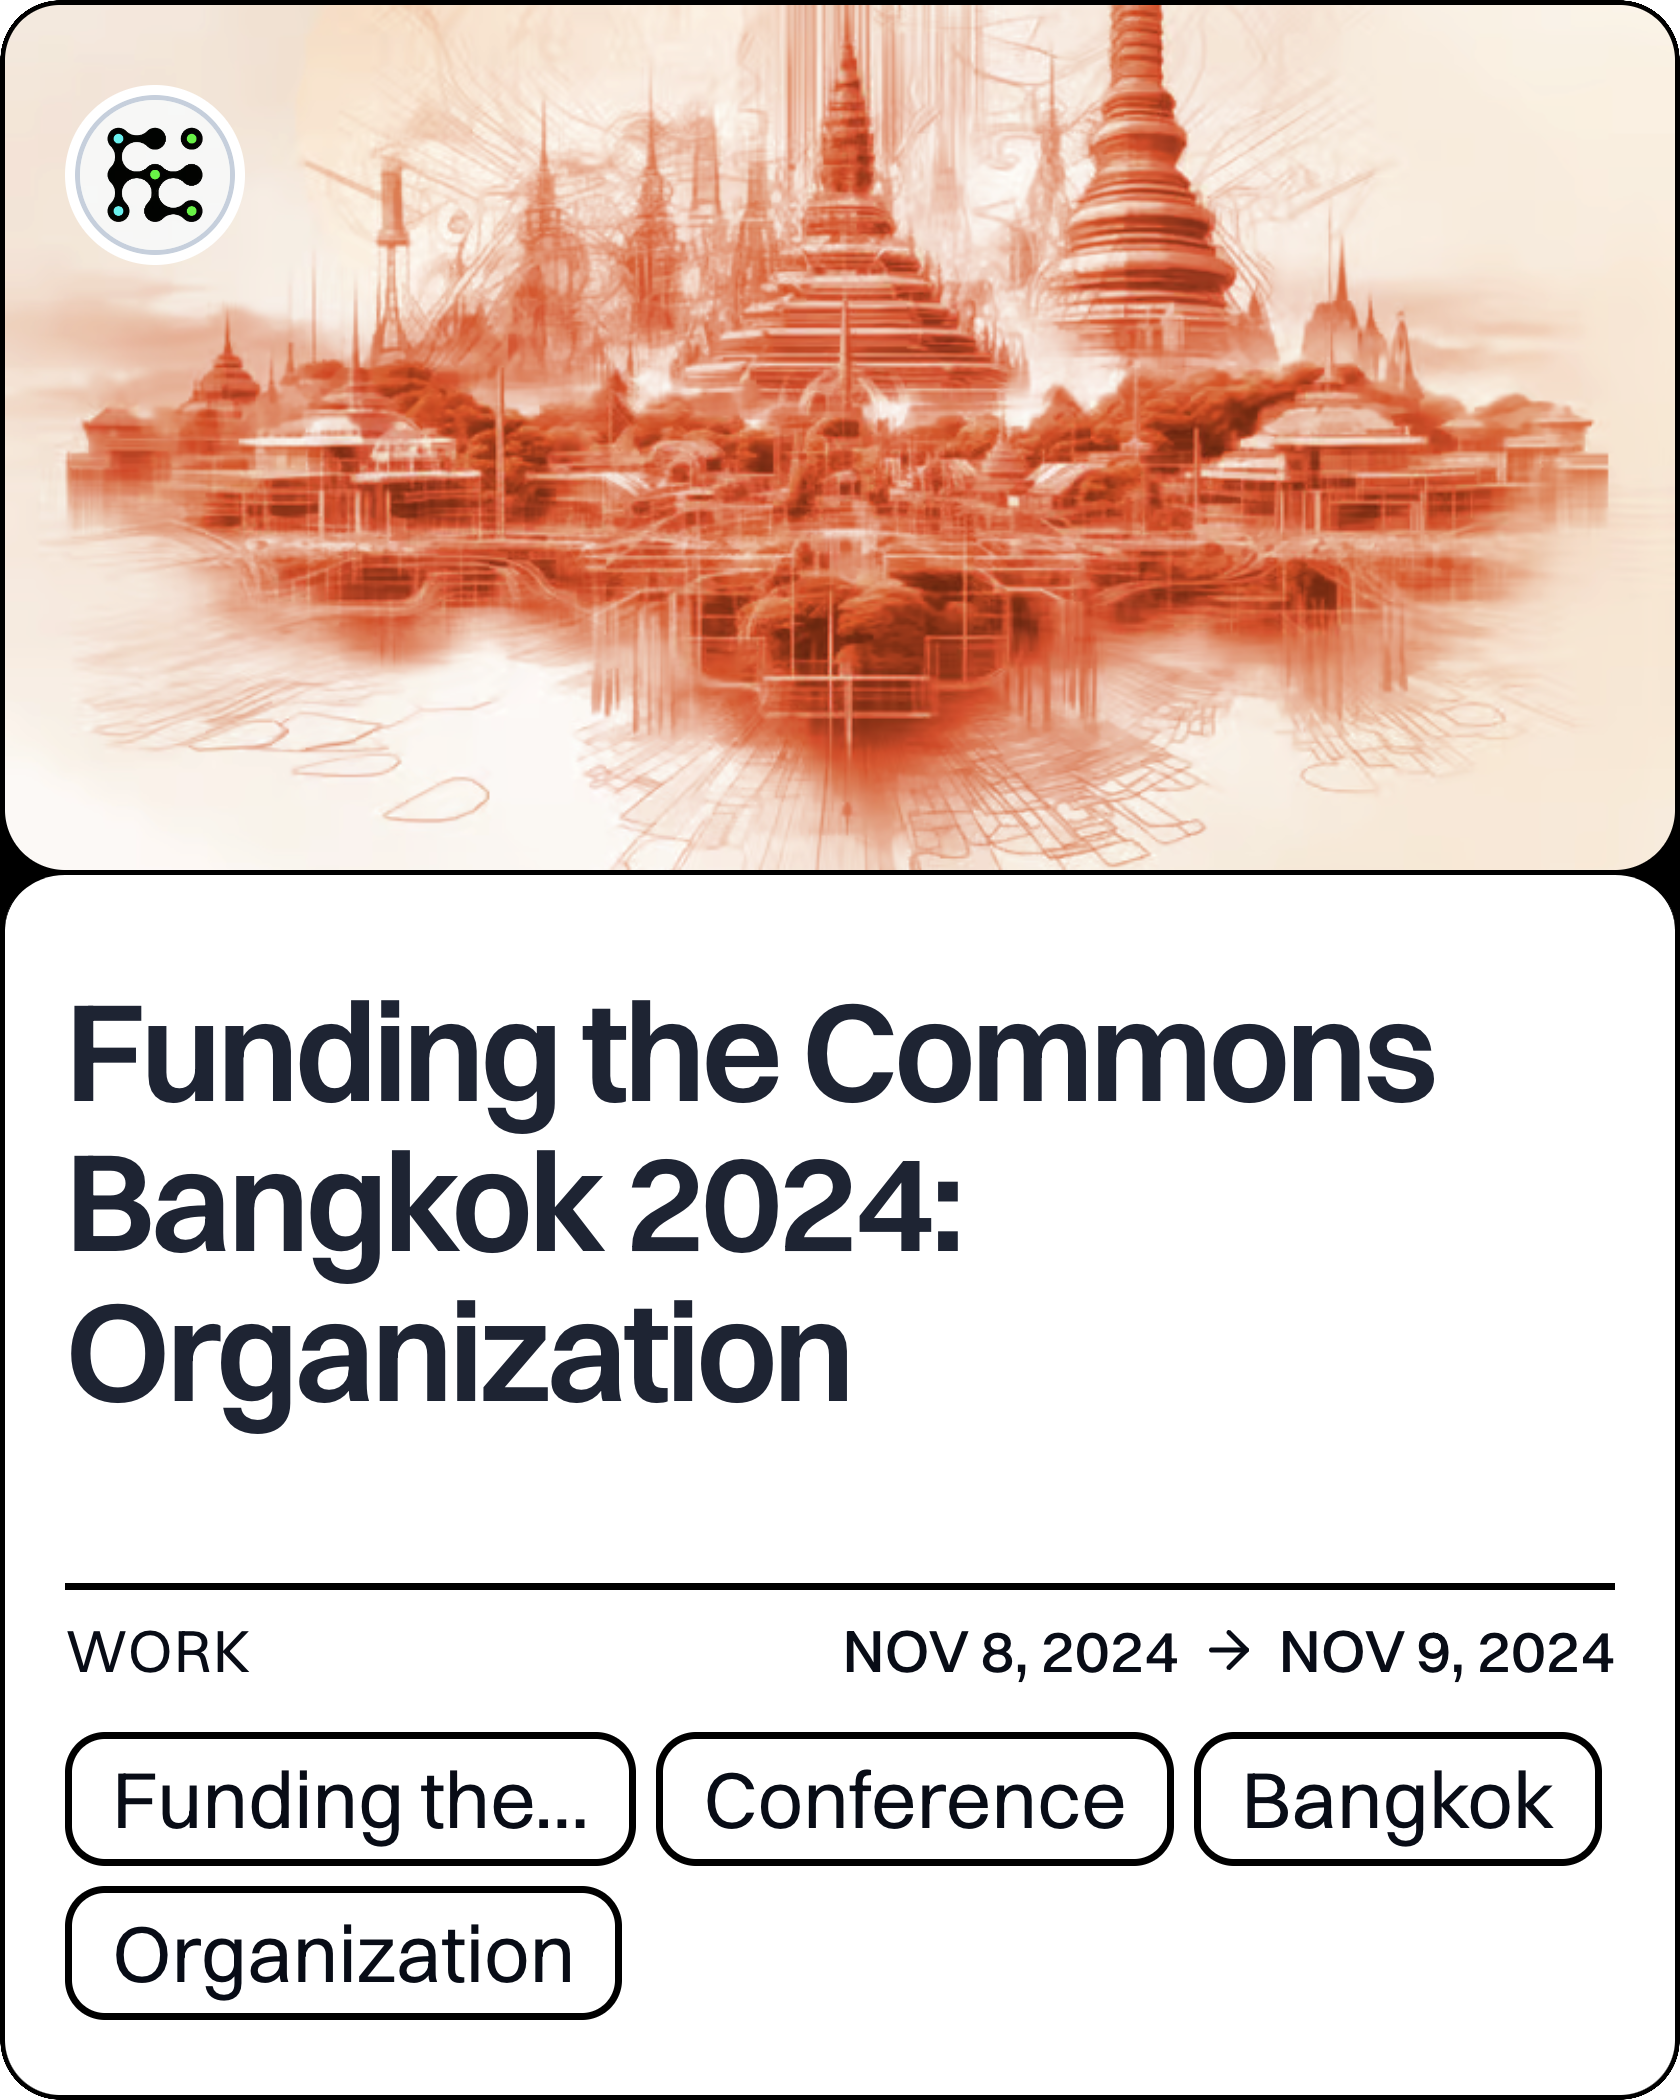 Funding the Commons
Bangkok 2024:
Organization
WORK
NOV 8, 2024 → NOV 9, 2024
Funding the...
Conference
Bangkok
Organization